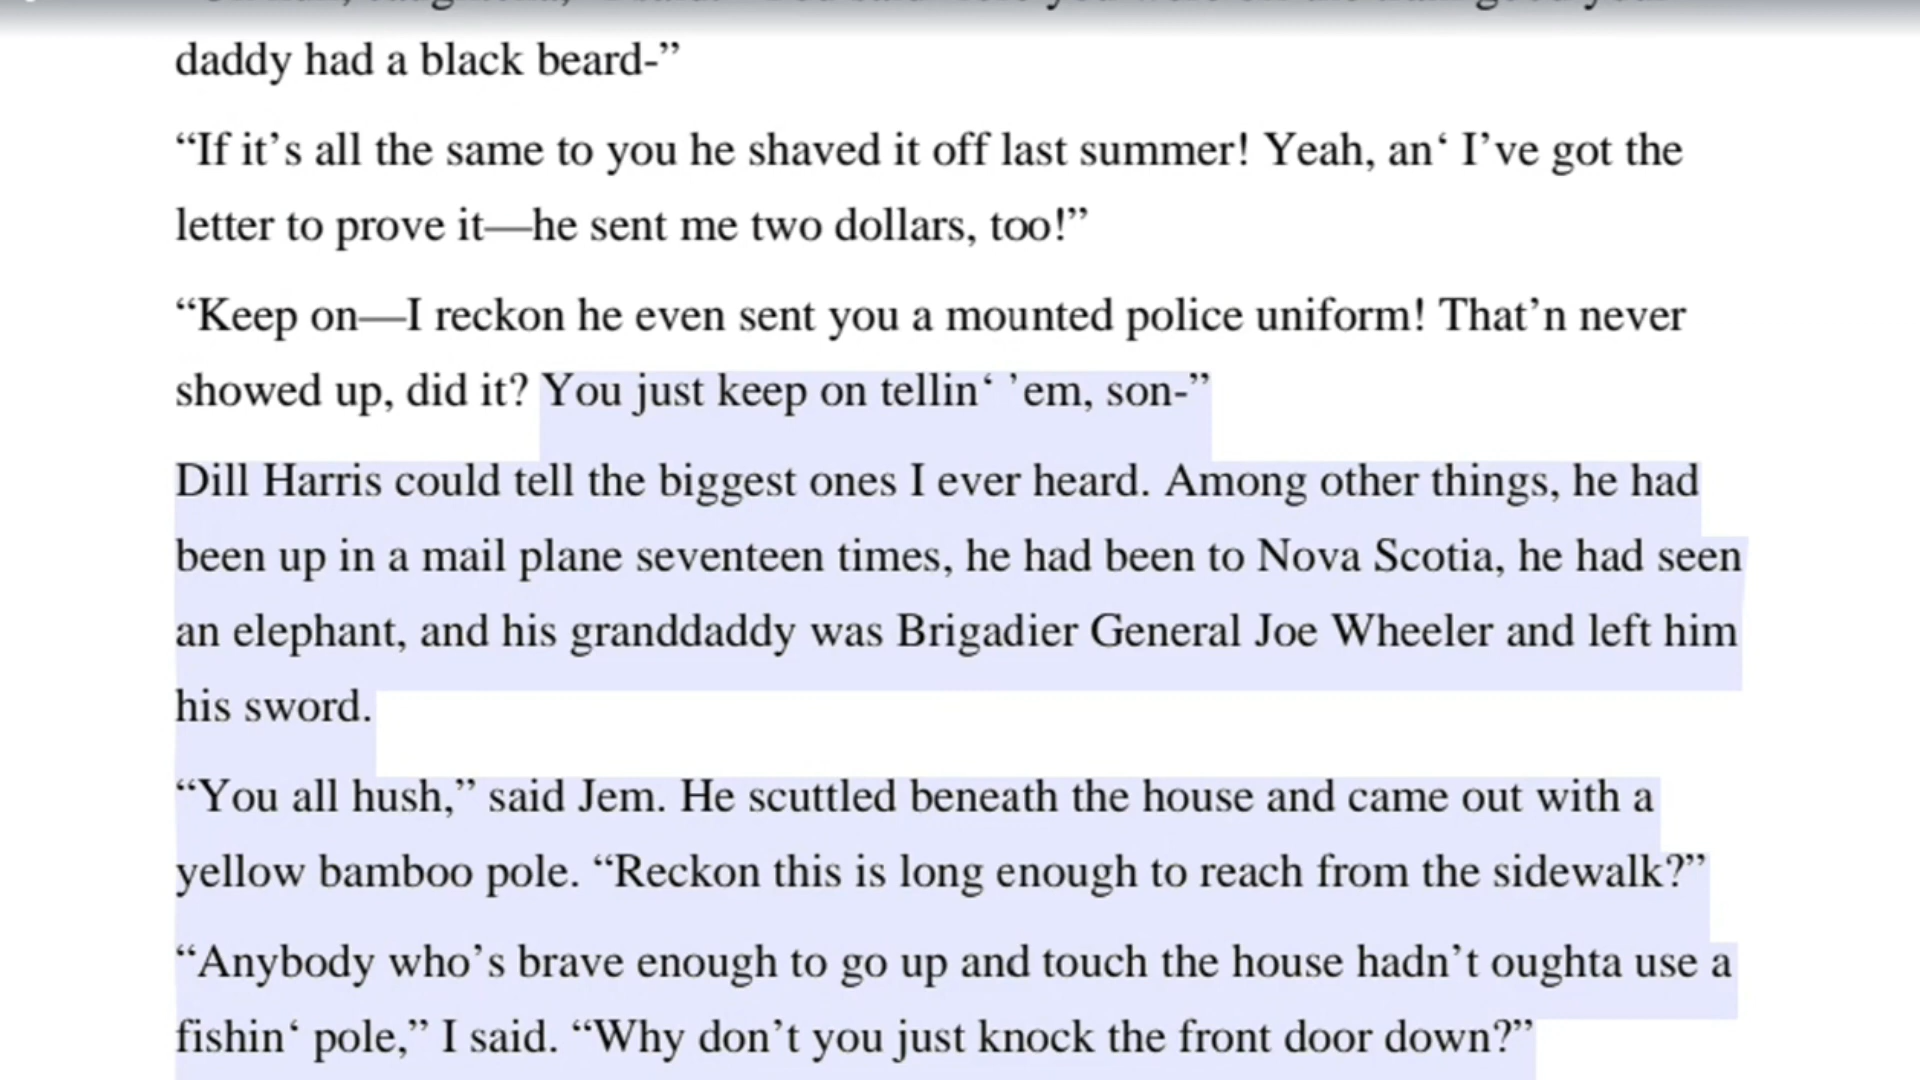 daddy had a black beard-”
“If it’s all the same to you he shaved it off last summer! Yeah, an‘ I’ve got the
letter to prove it—he sent me two dollars, too!”
“Keep on—I reckon he even sent you a mounted police uniform! That’n never
showed up, did it? You just keep on tellin‘ ’em, son-”
Dill Harris could tell the biggest ones I ever heard. Among other things, he had
been up in a mail plane seventeen times, he had been to Nova Scotia, he had seen
an elephant, and his granddaddy was Brigadier General Joe Wheeler and left him
his sword.
“You all hush,” said Jem. He scuttled beneath the house and came out with a
yellow bamboo pole. “Reckon this is long enough to reach from the sidewalk?”
“Anybody who’s brave enough to go up and touch the house hadn’t oughta use a
fishin‘ pole,” I said. “Why don’t you just knock the front door down?”